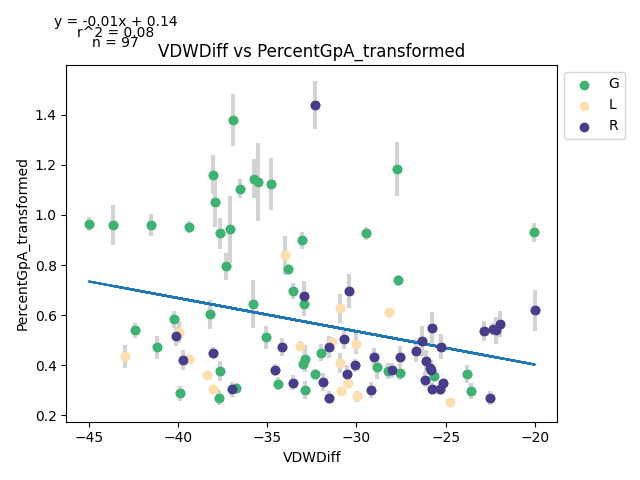 y = -0.01x + 0.14
r^2 = 0.08
n = 97
VDWDiff vs PercentGpA_transformed
G
L
R
PercentGpA_transformed
1.4
1.2
1.0
0.8
0.6
0.4
0.2
−45 −40 −35 −30 −25 −20
VDWDiff